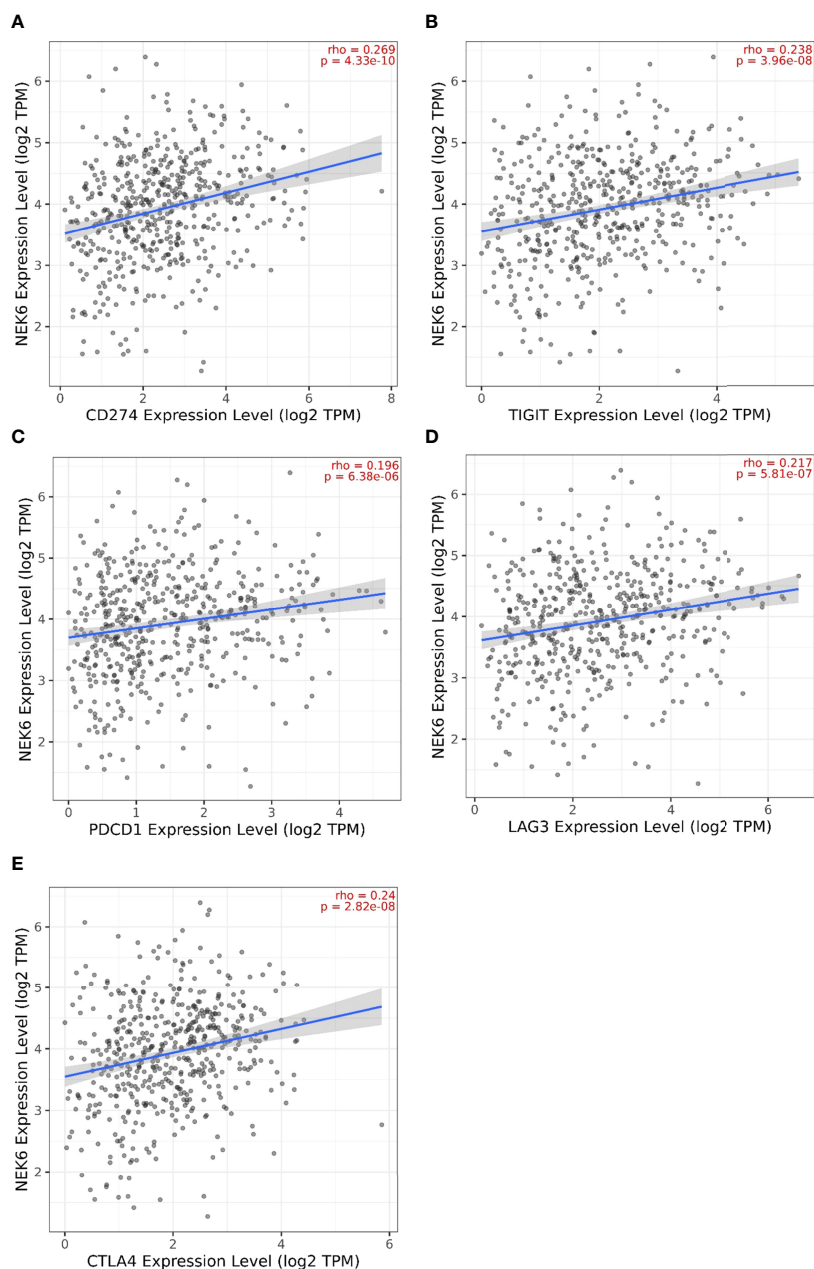 A
rho = 0.269
p = 4.33e-10
NEK6 Expression Level (log2 TPM)
6
5
4
3
2
0 2 4 6 8
CD274 Expression Level (log2 TPM)
B
rho = 0.238
p = 3.96e-08
NEK6 Expression Level (log2 TPM)
6
5
4
3
2
0 2 4
TIGIT Expression Level (log2 TPM)
C
rho = 0.196
p = 6.38e-06
NEK6 Expression Level (log2 TPM)
6
5
4
3
2
0 1 2 3 4
PDCD1 Expression Level (log2 TPM)
D
rho = 0.217
p = 5.81e-07
NEK6 Expression Level (log2 TPM)
6
5
4
3
2
0 2 4 6
LAG3 Expression Level (log2 TPM)
E
rho = 0.24
p = 2.82e-08
NEK6 Expression Level (log2 TPM)
6
5
4
3
2
0 2 4 6
CTLA4 Expression Level (log2 TPM)